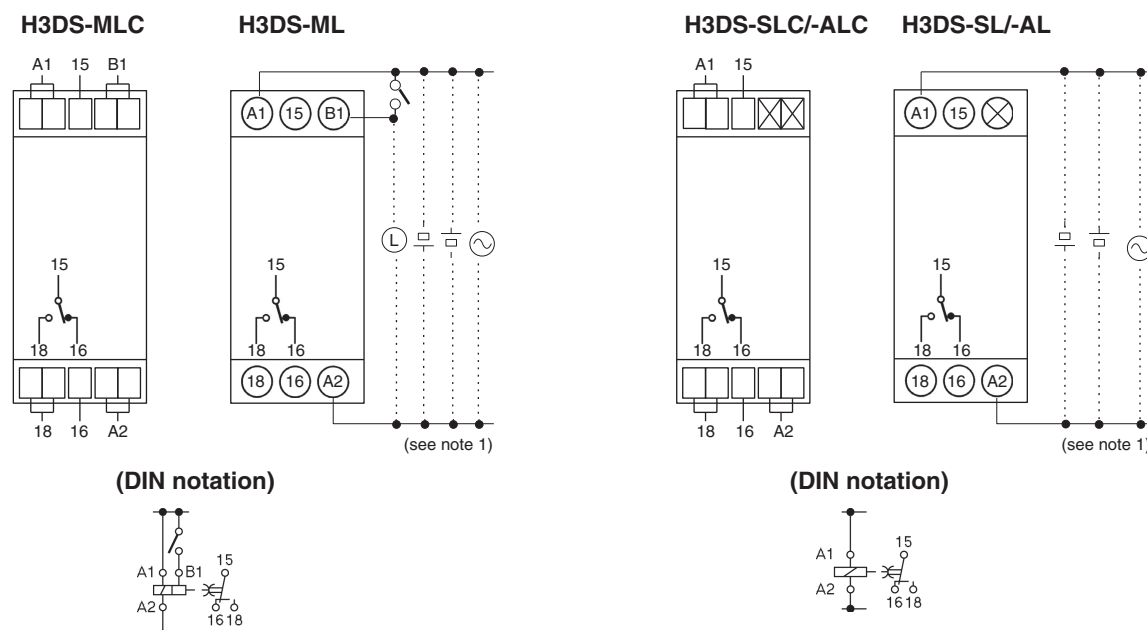 H3DS-MLC H3DS-ML H3DS-SLC/-ALC H3DS-SL/-AL
A1 15 B1 A1 15
A1 15 B1 A1 15
L
15 15 15 15
18 16 18 16 18 16 18 16
18 16 A2 18 16 A2
18 16 A2 (see note 1) 18 16 A2 (see note 1)
(DIN notation) (DIN notation)
A1 B1 15 A1 15
A2 16 18 A2 16 18